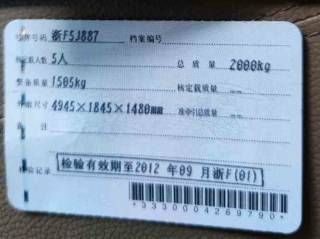 号牌号码 浙F5J887 档案编号
核定载人数 5人 总质量 2000kg
整备质量 1505kg 核定载质量
外廓尺寸 4945×1845×1480mm 准牵引总质量
备注
检验记录 检验有效期至2012年09月浙F(01)
*3330004269790*